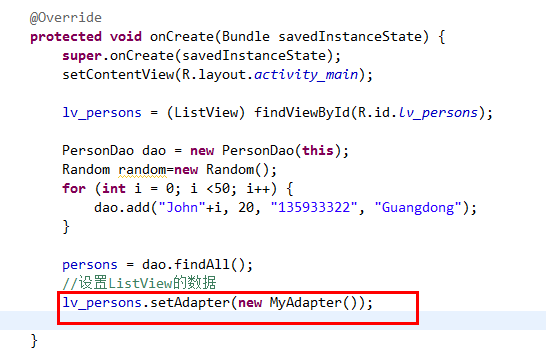 @Override
protected void onCreate(Bundle savedInstanceState) {
super.onCreate(savedInstanceState);
setContentView(R.layout.activity_main);
lv_persons = (ListView) findViewById(R.id.lv_persons);
PersonDao dao = new PersonDao(this);
Random random=new Random();
for (int i = 0; i <50; i++) {
dao.add("John"+i, 20, "135933322", "Guangdong");
}
persons = dao.findAll();
//设置ListView的数据
lv_persons.setAdapter(new MyAdapter());
}